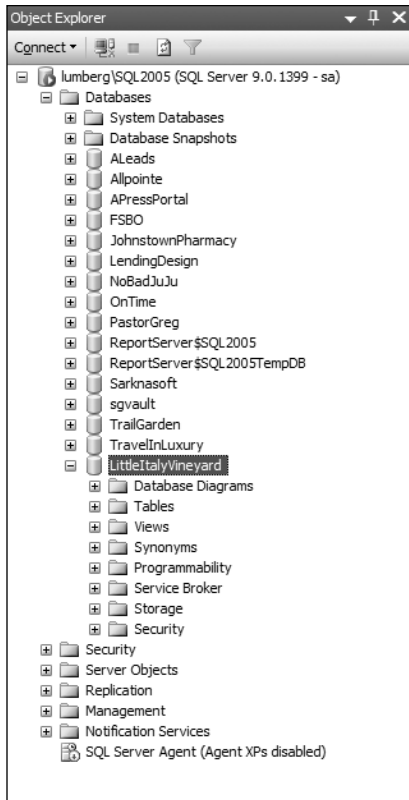 Object Explorer
Connect
lumberg\SQL2005 (SQL Server 9.0.1399 - sa)
Databases
System Databases
Database Snapshots
ALeads
Allpointe
APressPortal
FSBO
JohnstownPharmacy
LendingDesign
NoBadJuJu
OnTime
PastorGreg
ReportServer$SQL2005
ReportServer$SQL2005TempDB
Sarknasoft
sgvault
TrailGarden
TravelInLuxury
LittleItalyVineyard
Database Diagrams
Tables
Views
Synonyms
Programmability
Service Broker
Storage
Security
Security
Server Objects
Replication
Management
Notification Services
SQL Server Agent (Agent XPs disabled)